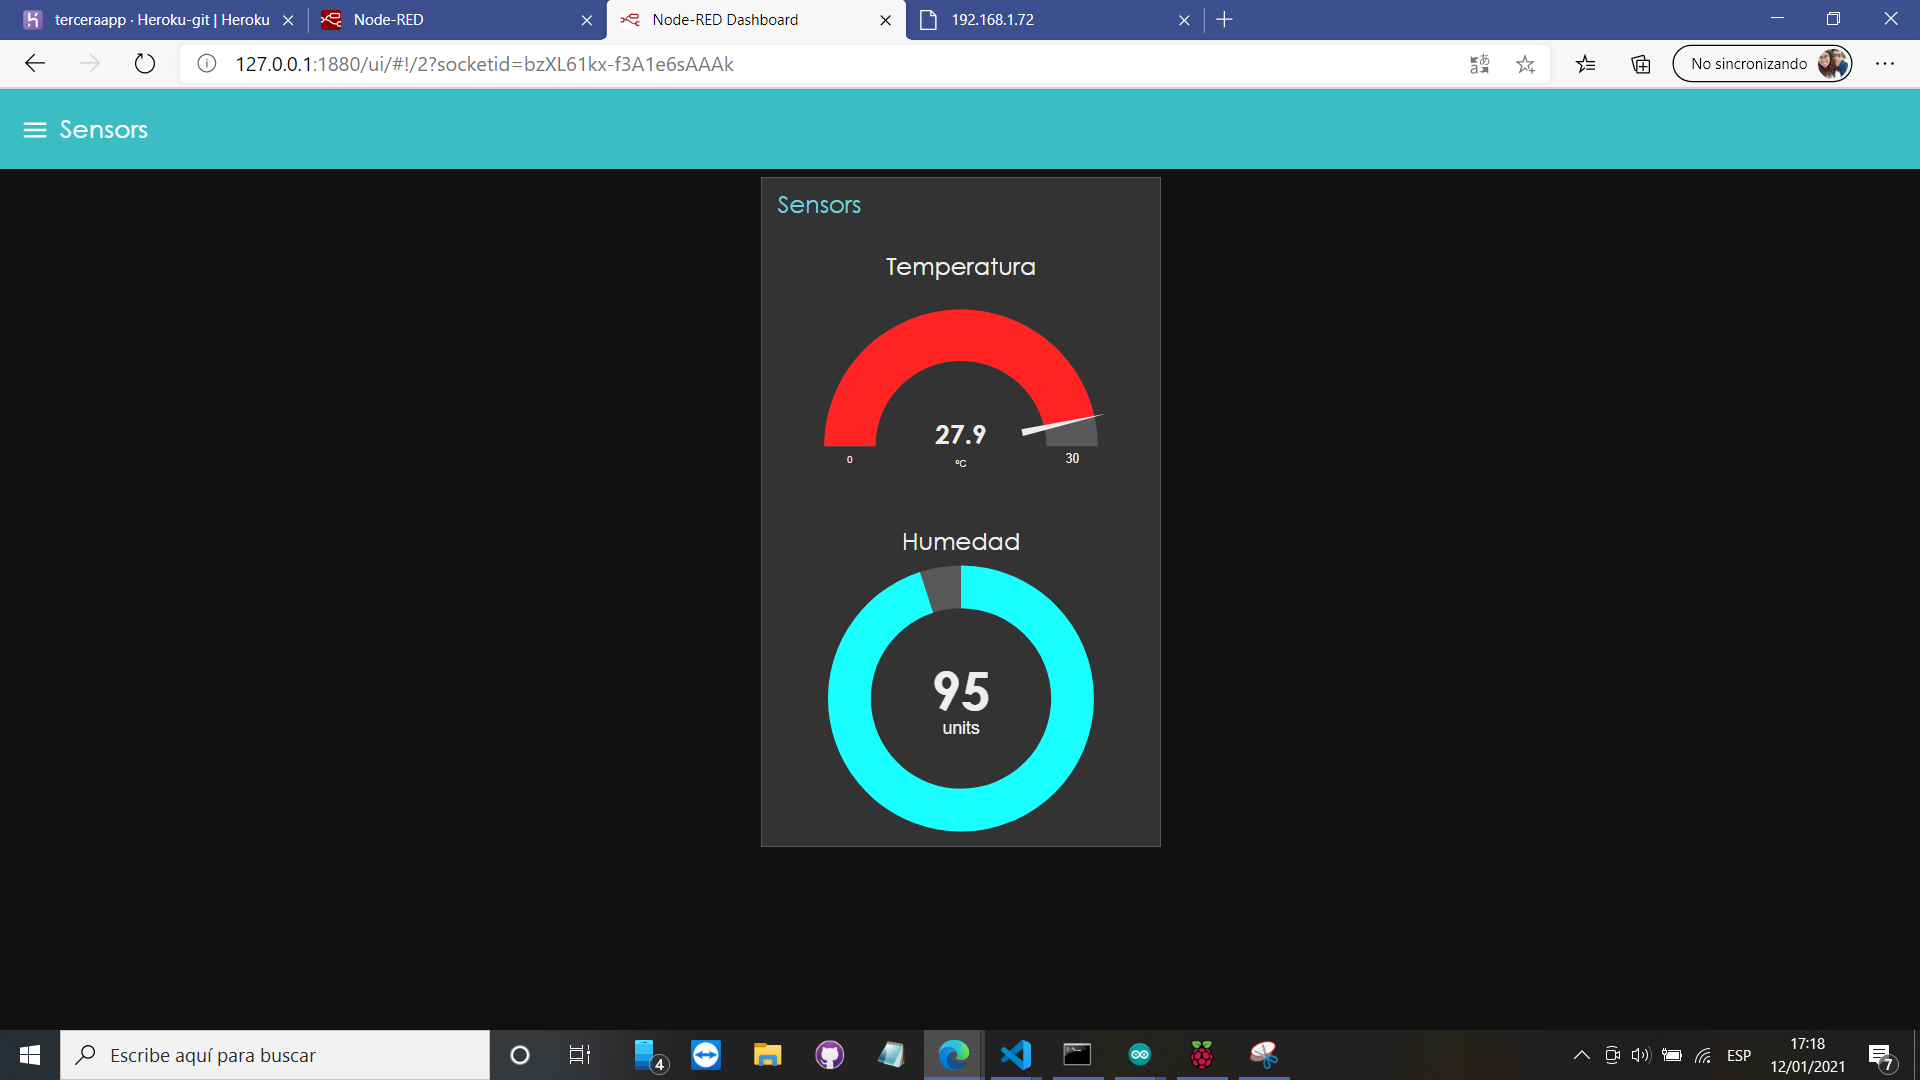 terceraapp · Heroku-git | Heroku
Node-RED
Node-RED Dashboard
192.168.1.72
127.0.0.1:1880/ui/#!/2?socketid=bzXL61kx-f3A1e6sAAAk
No sincronizando
Sensors
Sensors
Temperatura
27.9
ºC
0
30
Humedad
95
units
Escribe aquí para buscar
4
ESP
17:18
12/01/2021
7